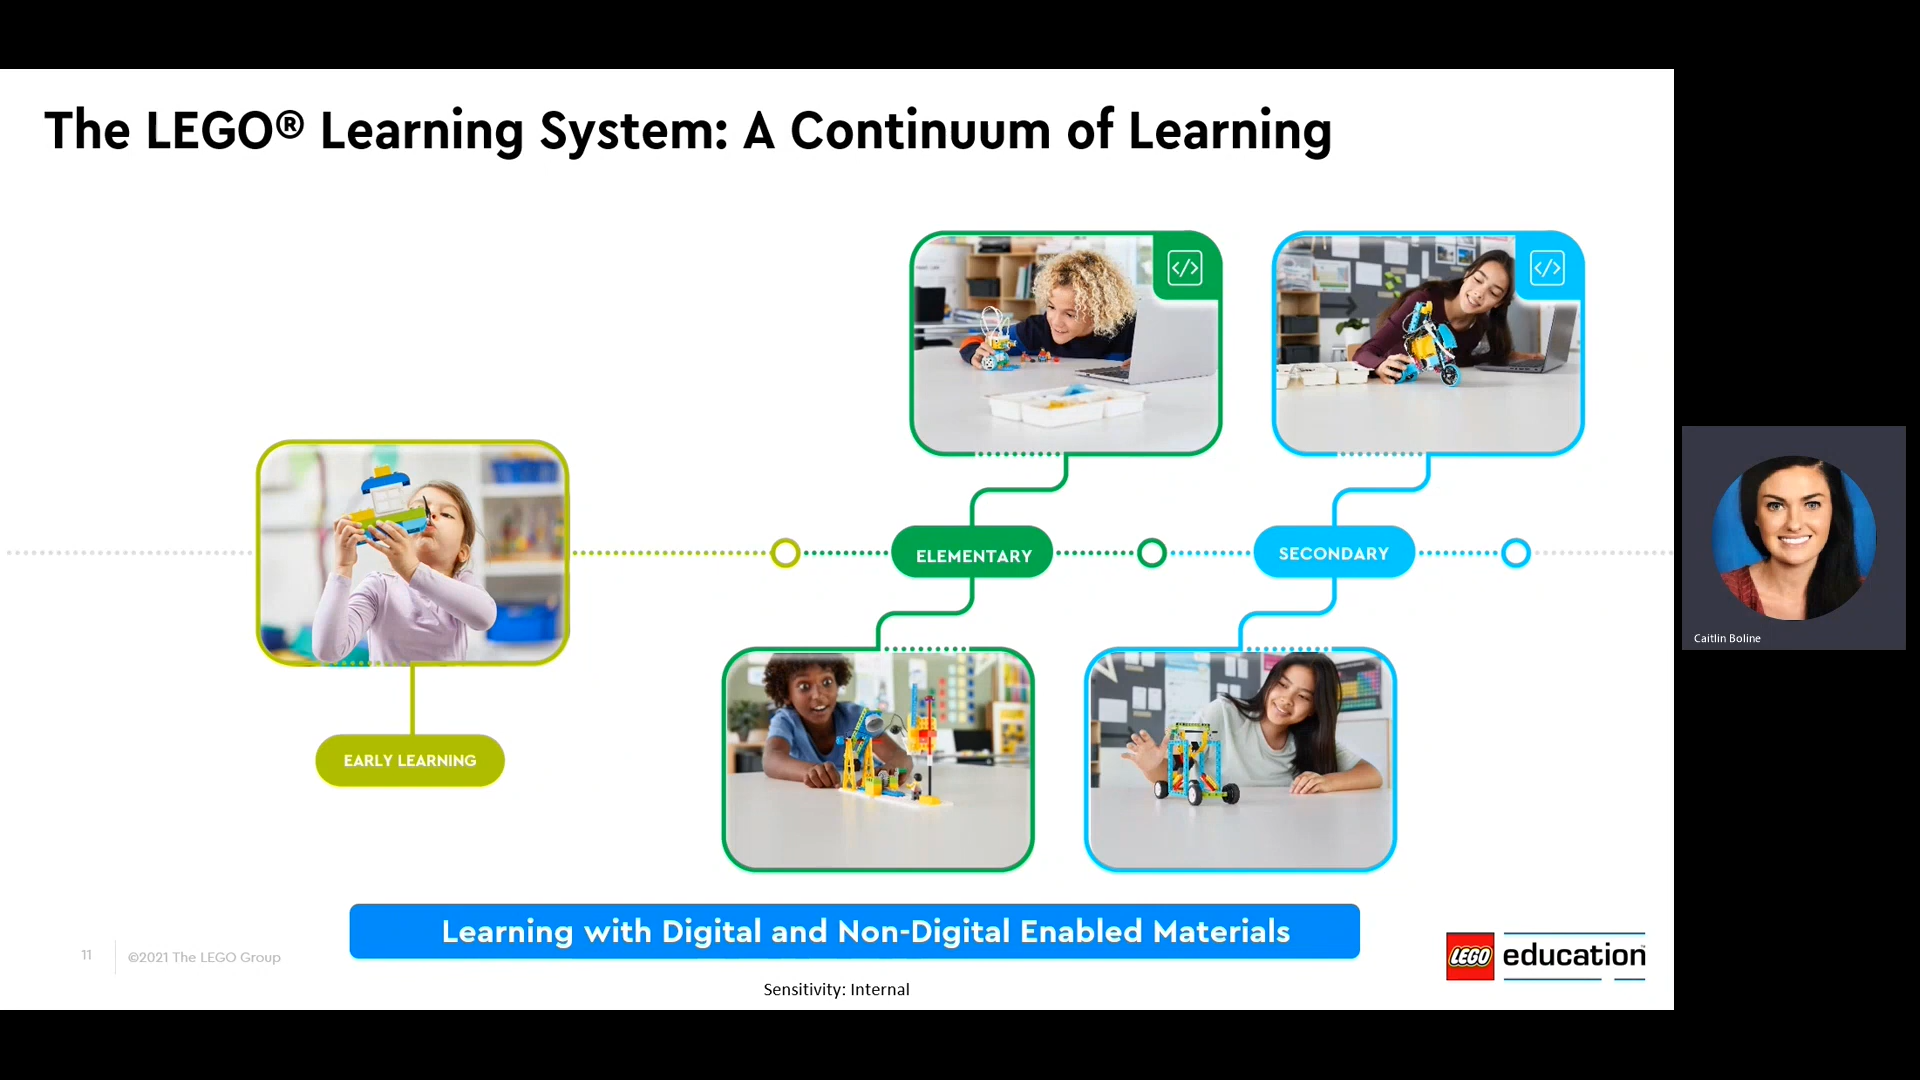 The LEGO® Learning System: A Continuum of Learning
</>
</>
ELEMENTARY
SECONDARY
EARLY LEARNING
Caitlin Boline
Learning with Digital and Non-Digital Enabled Materials
11
©2021 The LEGO Group
LEGO education™
Sensitivity: Internal